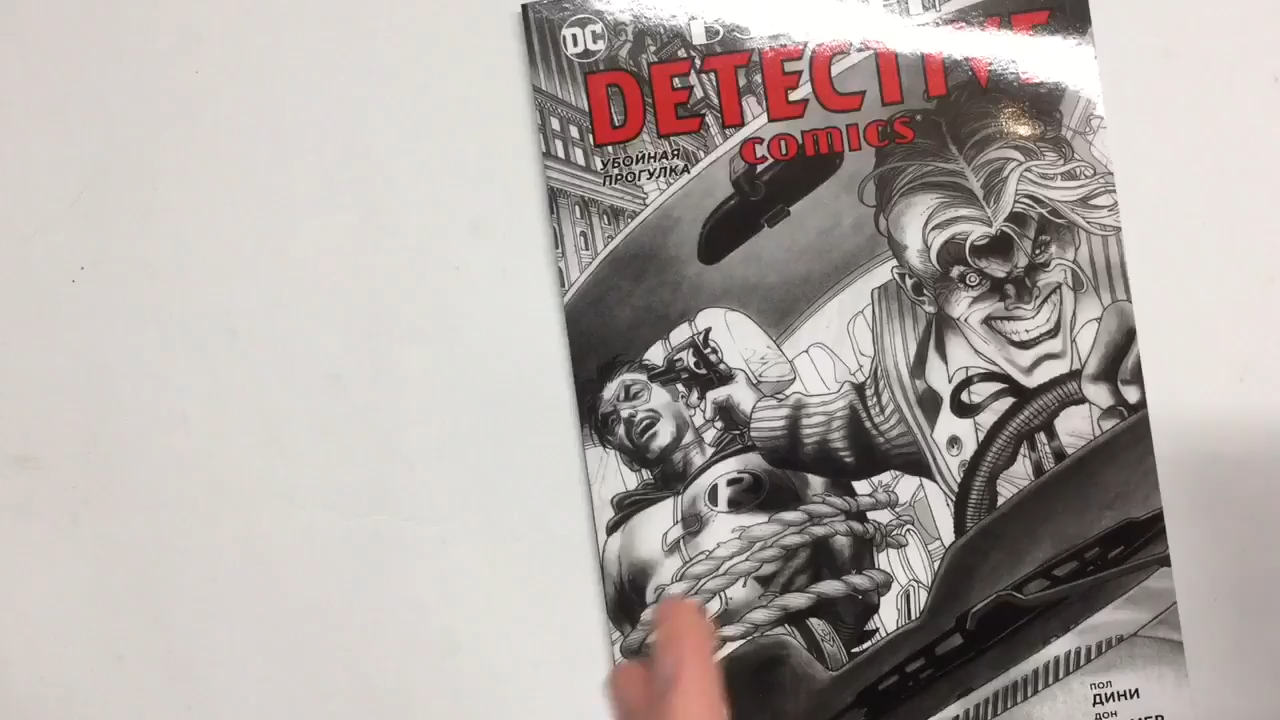 DC
DETECTIVE
COMICS
УБОЙНАЯ
ПРОГУЛКА
R
ПОЛ
ДИНИ
ДОН